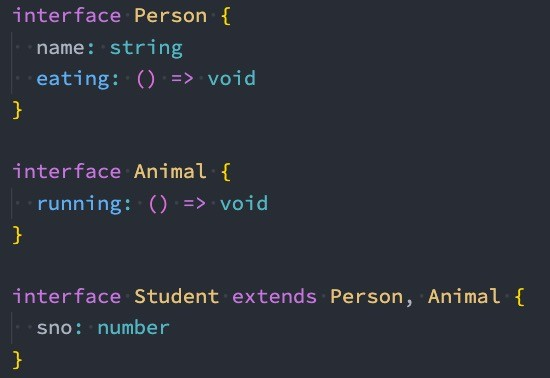 interface Person {
  name: string
  eating: () => void
}
interface Animal {
  running: () => void
}
interface Student extends Person, Animal {
  sno: number
}